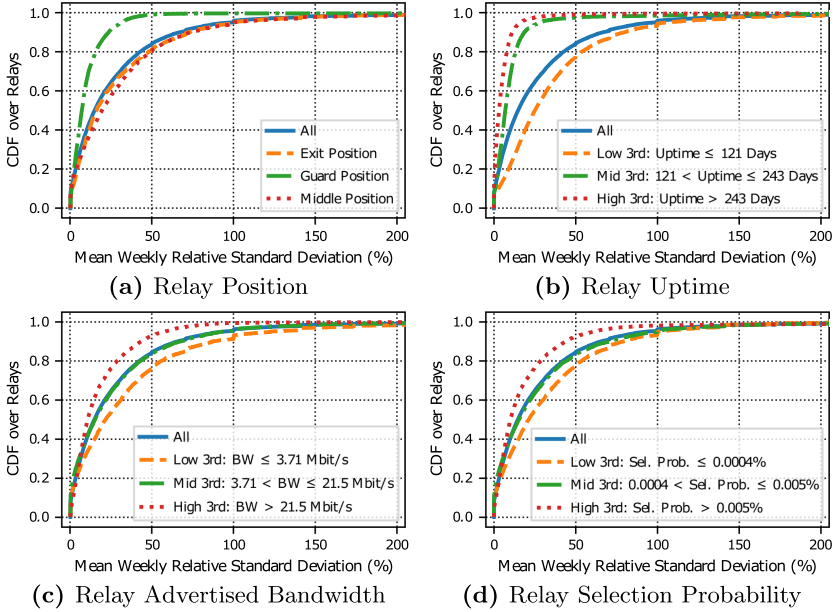 CDF over Relays
1.0
0.8
0.6
0.4
0.2
0.0
All
Exit Position
Guard Position
Middle Position
0 50 100 150 200
Mean Weekly Relative Standard Deviation (%)
(a) Relay Position
CDF over Relays
1.0
0.8
0.6
0.4
0.2
0.0
All
Low 3rd: Uptime ≤ 121 Days
Mid 3rd: 121 < Uptime ≤ 243 Days
High 3rd: Uptime > 243 Days
0 50 100 150 200
Mean Weekly Relative Standard Deviation (%)
(b) Relay Uptime
CDF over Relays
1.0
0.8
0.6
0.4
0.2
0.0
All
Low 3rd: BW ≤ 3.71 Mbit/s
Mid 3rd: 3.71 < BW ≤ 21.5 Mbit/s
High 3rd: BW > 21.5 Mbit/s
0 50 100 150 200
Mean Weekly Relative Standard Deviation (%)
(c) Relay Advertised Bandwidth
CDF over Relays
1.0
0.8
0.6
0.4
0.2
0.0
All
Low 3rd: Sel. Prob. ≤ 0.0004%
Mid 3rd: 0.0004 < Sel. Prob. ≤ 0.005%
High 3rd: Sel. Prob. > 0.005%
0 50 100 150 200
Mean Weekly Relative Standard Deviation (%)
(d) Relay Selection Probability